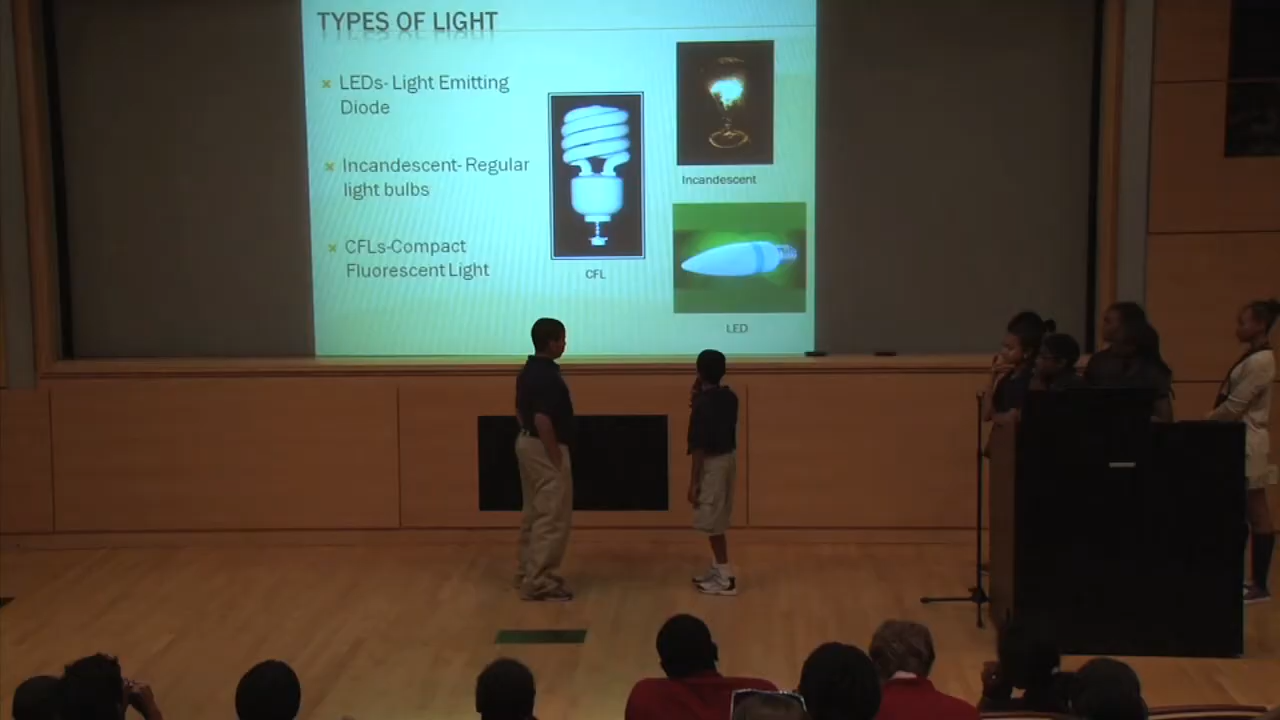 TYPES OF LIGHT
LEDs- Light Emitting
Diode
Incandescent- Regular
light bulbs
CFLs-Compact
Fluorescent Light
CFL
Incandescent
LED